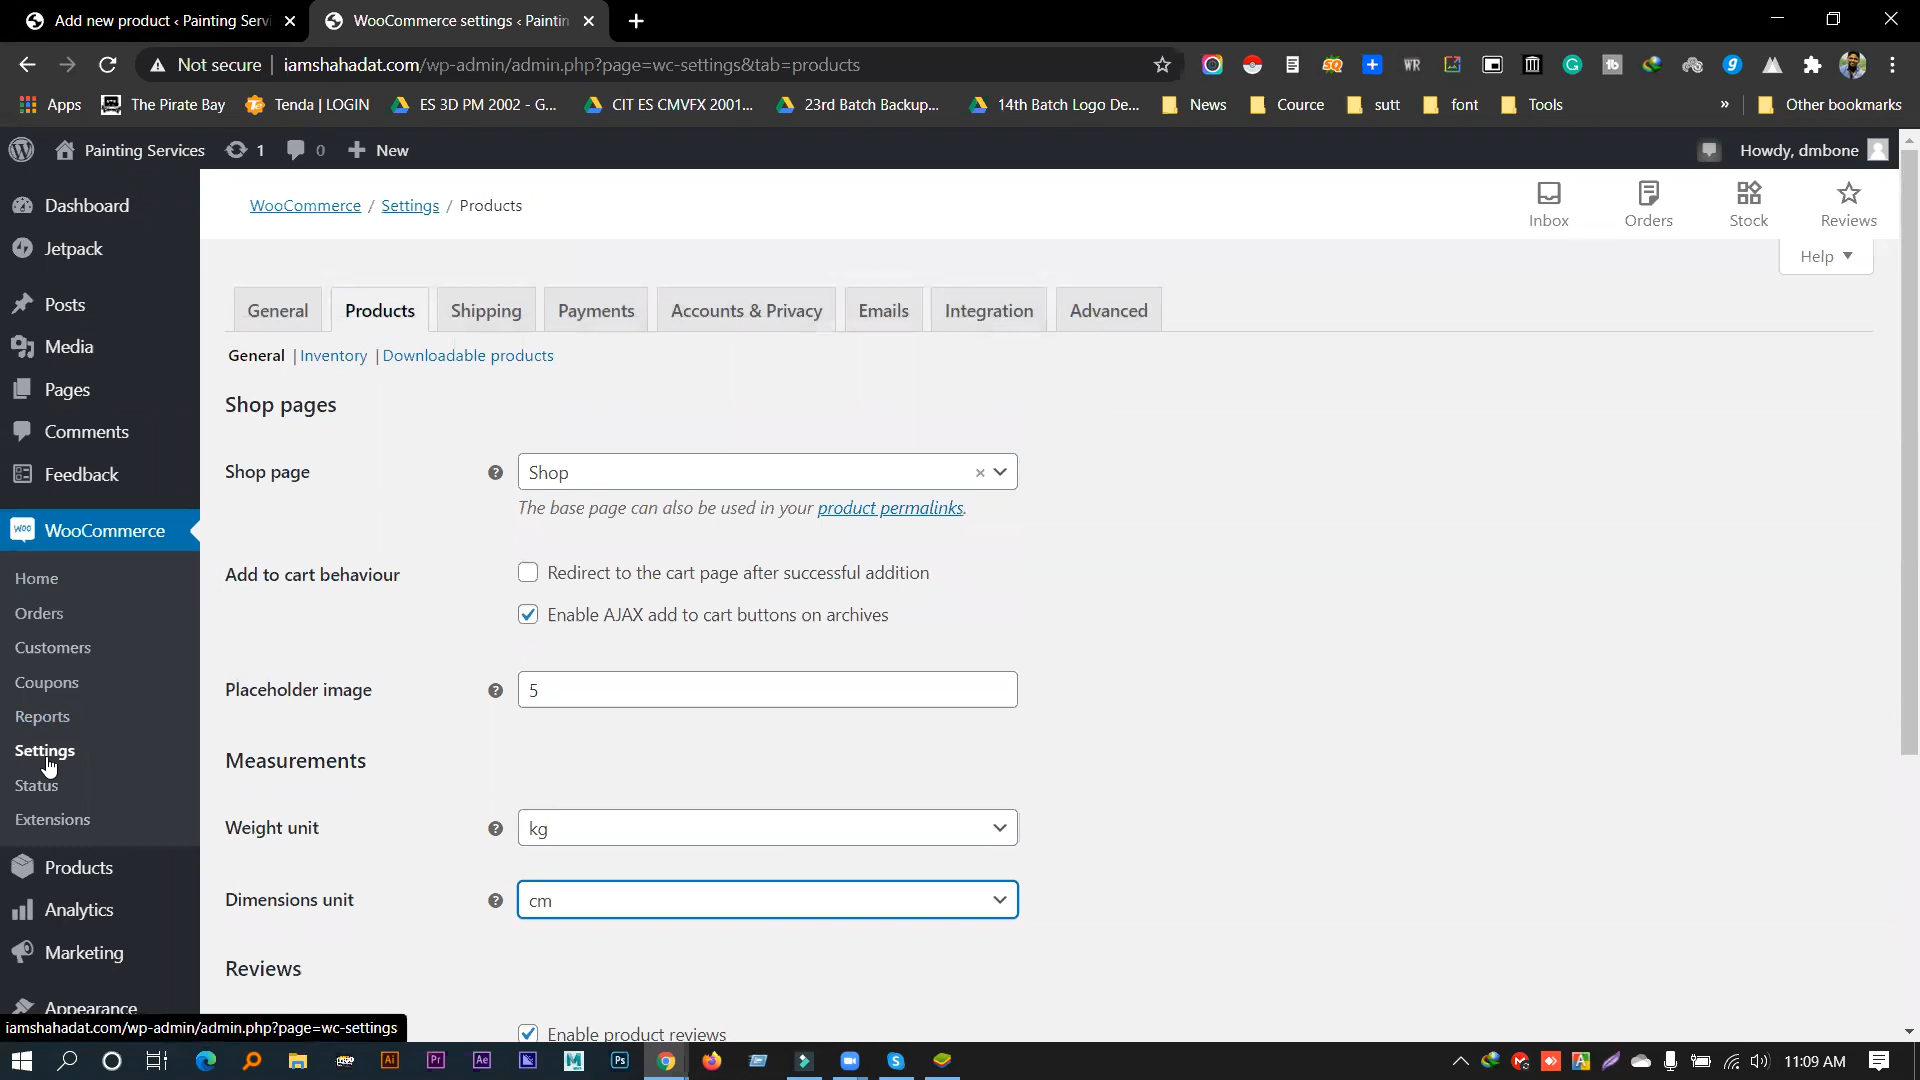 Add new product ‹ Painting Servi
WooCommerce settings ‹ Paintin
Not secure
iamshahadat.com/wp-admin/admin.php?page=wc-settings&tab=products
Apps
The Pirate Bay
Tenda | LOGIN
ES 3D PM 2002 - G...
CIT ES CMVFX 2001...
23rd Batch Backup...
14th Batch Logo De...
News
Cource
sutt
font
Tools
»
Other bookmarks
Painting Services
1
0
New
Howdy, dmbone
Dashboard
Jetpack
Posts
Media
Pages
Comments
Feedback
WooCommerce
Home
Orders
Customers
Coupons
Reports
Settings
Status
Extensions
Products
Analytics
Marketing
Appearance
WooCommerce / Settings / Products
Inbox
Orders
Stock
Reviews
Help
General
Products
Shipping
Payments
Accounts & Privacy
Emails
Integration
Advanced
General | Inventory | Downloadable products
Shop pages
Shop page
Shop
The base page can also be used in your product permalinks.
Add to cart behaviour
Redirect to the cart page after successful addition
Enable AJAX add to cart buttons on archives
Placeholder image
5
Measurements
Weight unit
kg
Dimensions unit
cm
Reviews
Enable product reviews
iamshahadat.com/wp-admin/admin.php?page=wc-settings
11:09 AM